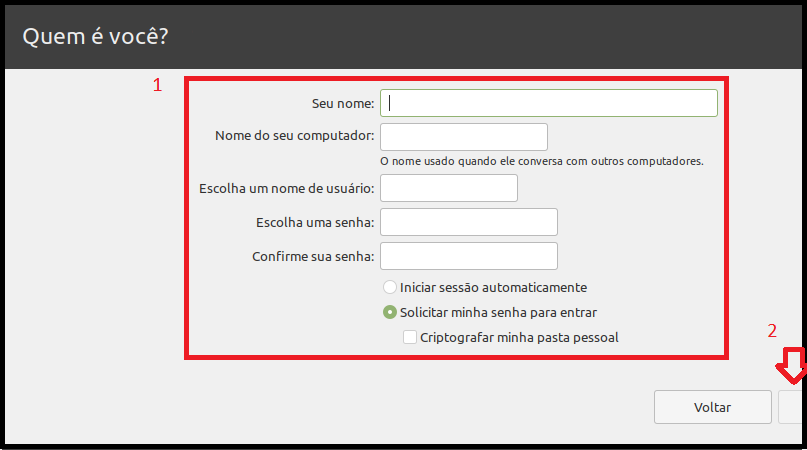 Quem é você?
1
Seu nome:
Nome do seu computador:
O nome usado quando ele conversa com outros computadores.
Escolha um nome de usuário:
Escolha uma senha:
Confirme sua senha:
Iniciar sessão automaticamente
Solicitar minha senha para entrar
Criptografar minha pasta pessoal
2
Voltar